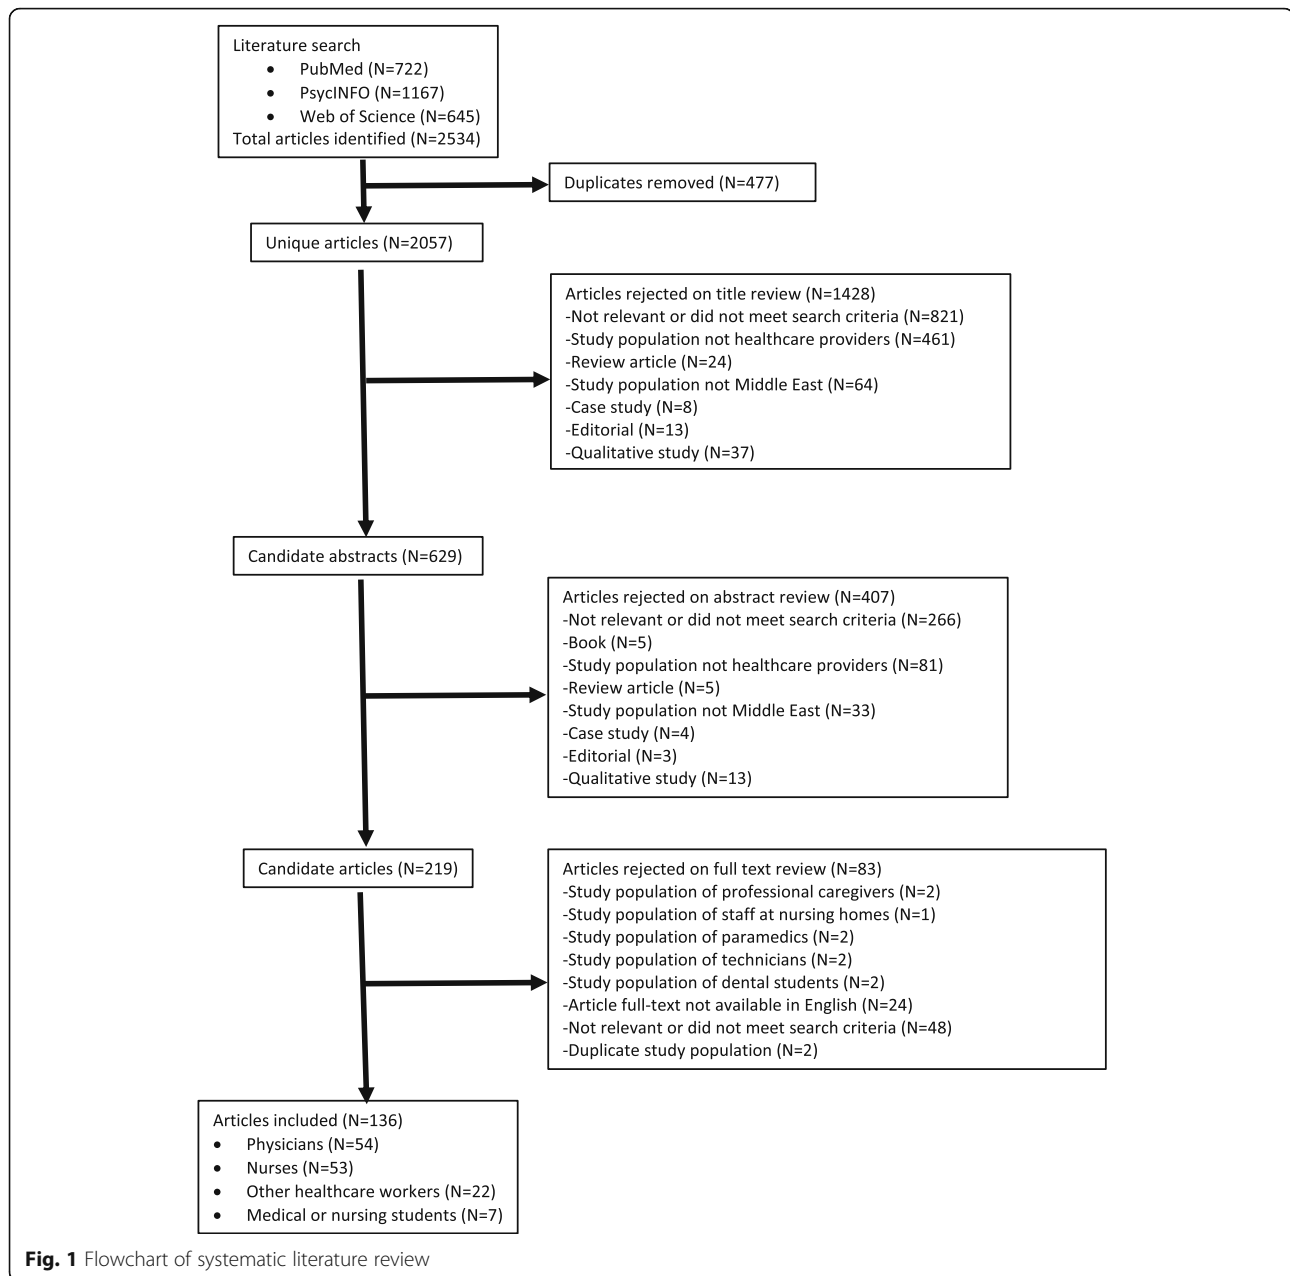 Literature search
• PubMed (N=722)
• PsycINFO (N=1167)
• Web of Science (N=645)
Total articles identified (N=2534)
Duplicates removed (N=477)
Unique articles (N=2057)
Articles rejected on title review (N=1428)
-Not relevant or did not meet search criteria (N=821)
-Study population not healthcare providers (N=461)
-Review article (N=24)
-Study population not Middle East (N=64)
-Case study (N=8)
-Editorial (N=13)
-Qualitative study (N=37)
Candidate abstracts (N=629)
Articles rejected on abstract review (N=407)
-Not relevant or did not meet search criteria (N=266)
-Book (N=5)
-Study population not healthcare providers (N=81)
-Review article (N=5)
-Study population not Middle East (N=33)
-Case study (N=4)
-Editorial (N=3)
-Qualitative study (N=13)
Candidate articles (N=219)
Articles rejected on full text review (N=83)
-Study population of professional caregivers (N=2)
-Study population of staff at nursing homes (N=1)
-Study population of paramedics (N=2)
-Study population of technicians (N=2)
-Study population of dental students (N=2)
-Article full-text not available in English (N=24)
-Not relevant or did not meet search criteria (N=48)
-Duplicate study population (N=2)
Articles included (N=136)
• Physicians (N=54)
• Nurses (N=53)
• Other healthcare workers (N=22)
• Medical or nursing students (N=7)
Fig. 1 Flowchart of systematic literature review